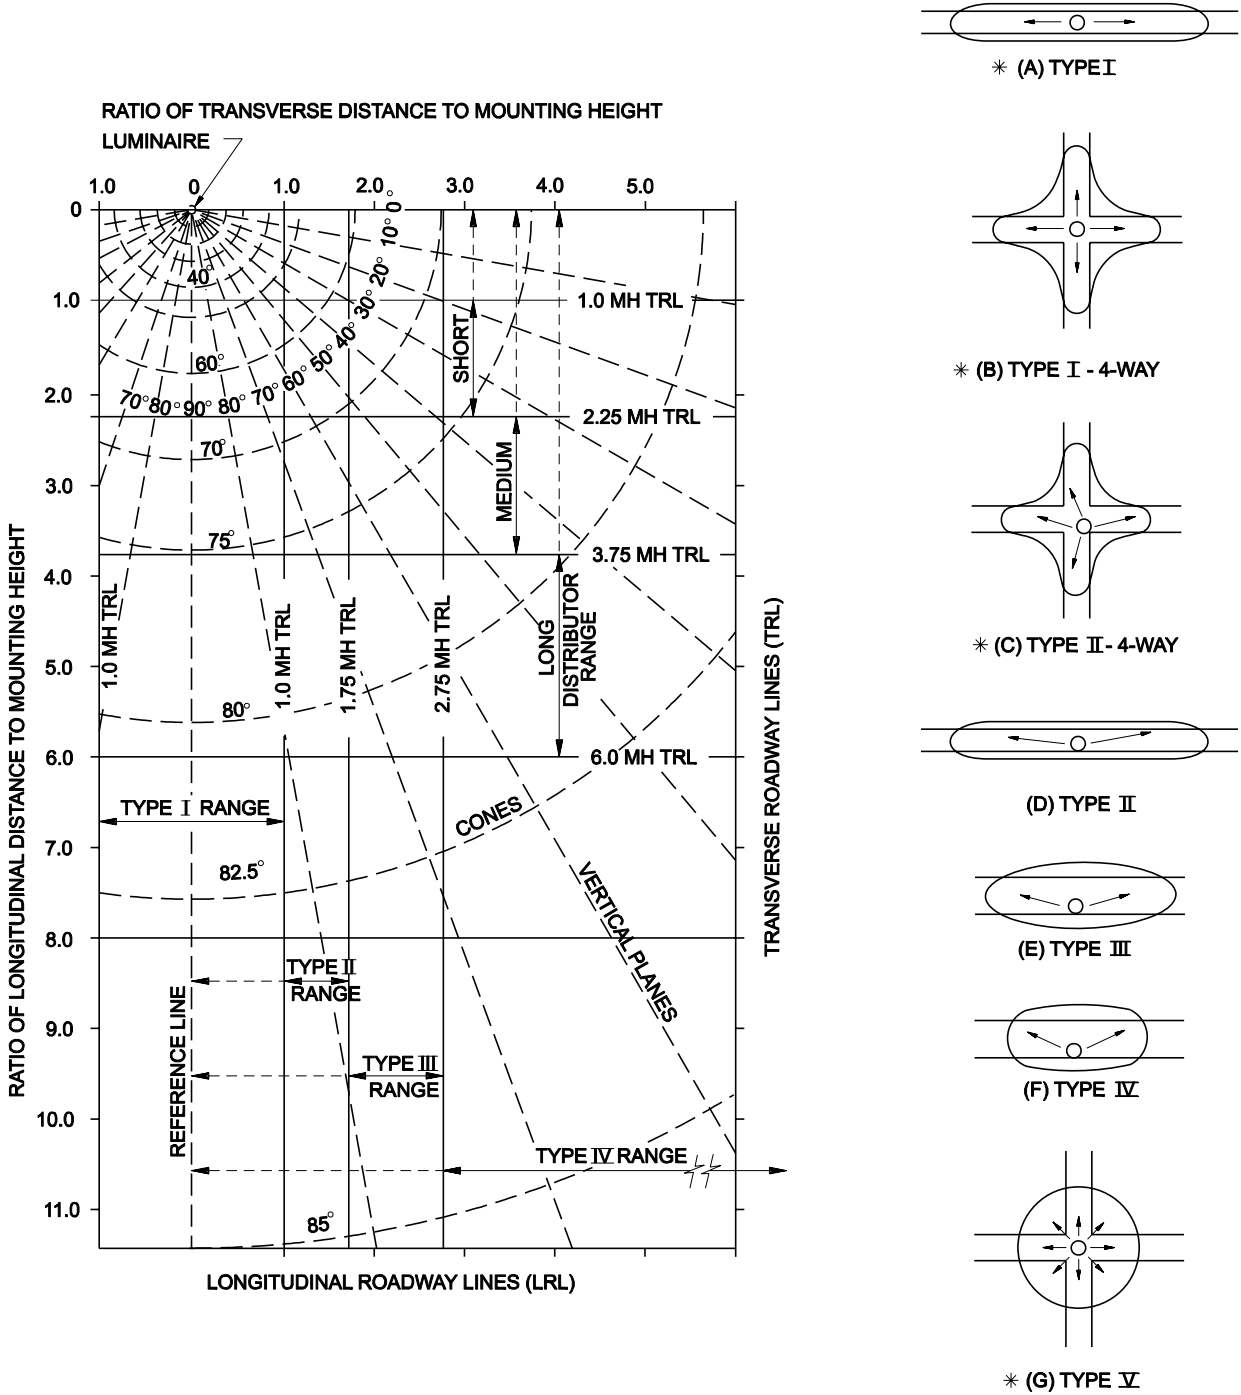 RATIO OF TRANSVERSE DISTANCE TO MOUNTING HEIGHT
LUMINAIRE
1.0 0 1.0 2.0 3.0 4.0 5.0
0
1.0
2.0
3.0
4.0
5.0
6.0
7.0
8.0
9.0
10.0
11.0
RATIO OF LONGITUDINAL DISTANCE TO MOUNTING HEIGHT
0
10°
20°
30°
40°
50°
60°
70°
80°
90°
80°
70°
40°
60°
70°
75°
80°
82.5°
85°
1.0 MH TRL
2.25 MH TRL
3.75 MH TRL
6.0 MH TRL
SHORT
MEDIUM
LONG
DISTRIBUTOR
RANGE
1.0 MH TRL
1.0 MH TRL
1.75 MH TRL
2.75 MH TRL
TYPE I RANGE
CONES
VERTICAL PLANES
TYPE II
RANGE
TYPE III
RANGE
TYPE IV RANGE
REFERENCE LINE
TRANSVERSE ROADWAY LINES (TRL)
LONGITUDINAL ROADWAY LINES (LRL)
✳ (A) TYPE I
✳ (B) TYPE I - 4-WAY
✳ (C) TYPE II - 4-WAY
(D) TYPE II
(E) TYPE III
(F) TYPE IV
✳ (G) TYPE V